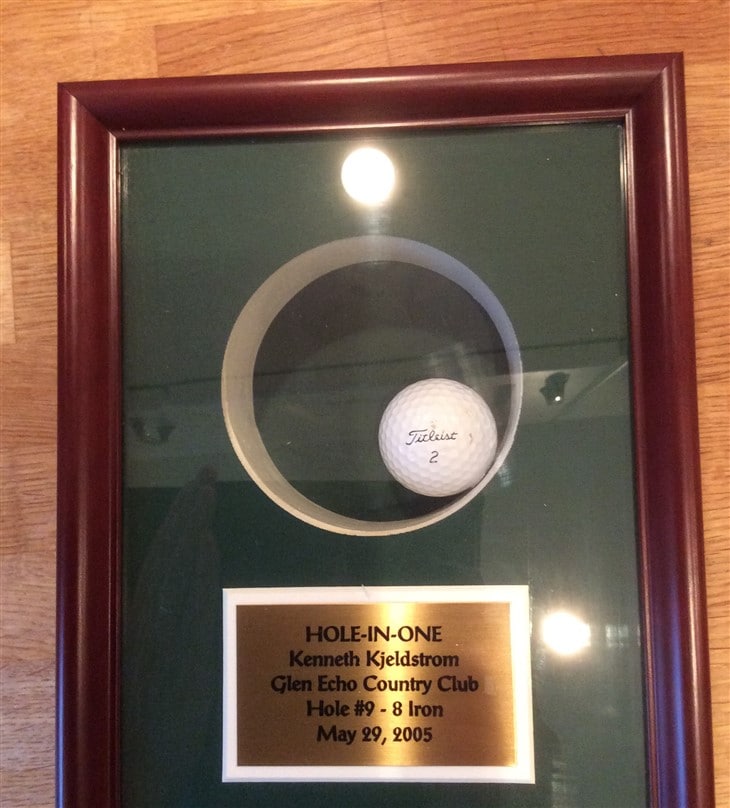 Titleist
2
HOLE-IN-ONE
Kenneth Kjeldstrom
Glen Echo Country Club
Hole #9 - 8 Iron
May 29, 2005